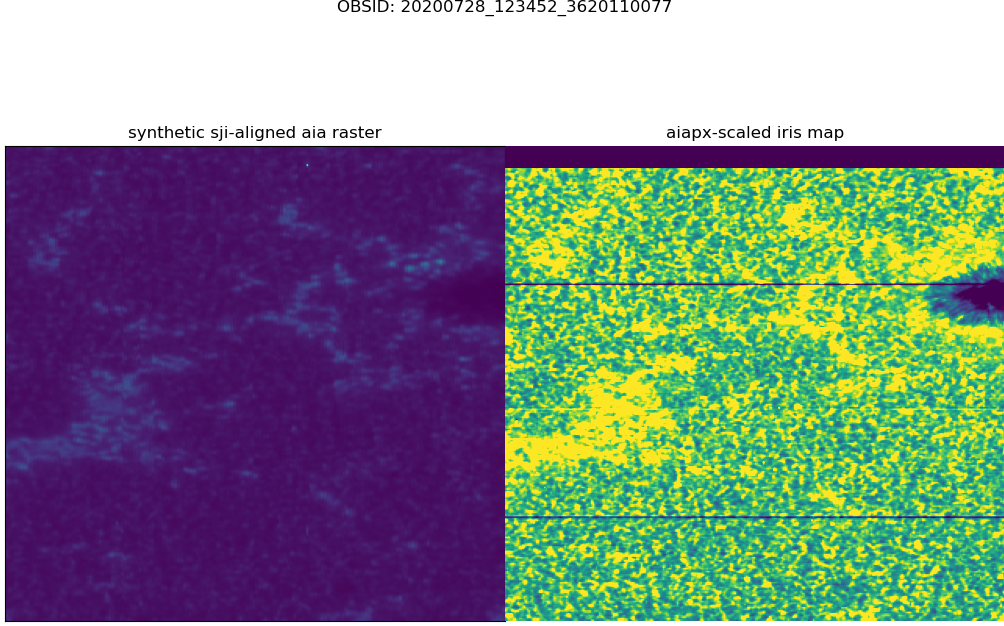 OBSID: 20200728_123452_3620110077
synthetic sji-aligned aia raster
aiapx-scaled iris map